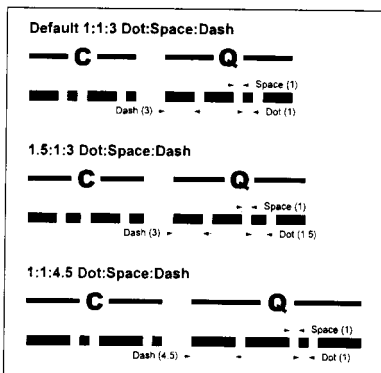 Default 1:1:3 Dot:Space:Dash
C Q
Space (1)
Dash (3) Dot (1)
1.5:1:3 Dot:Space:Dash
C Q
Space (1)
Dash (3) Dot (1.5)
1:1:4.5 Dot:Space:Dash
C Q
Space (1)
Dash (4.5) Dot (1)